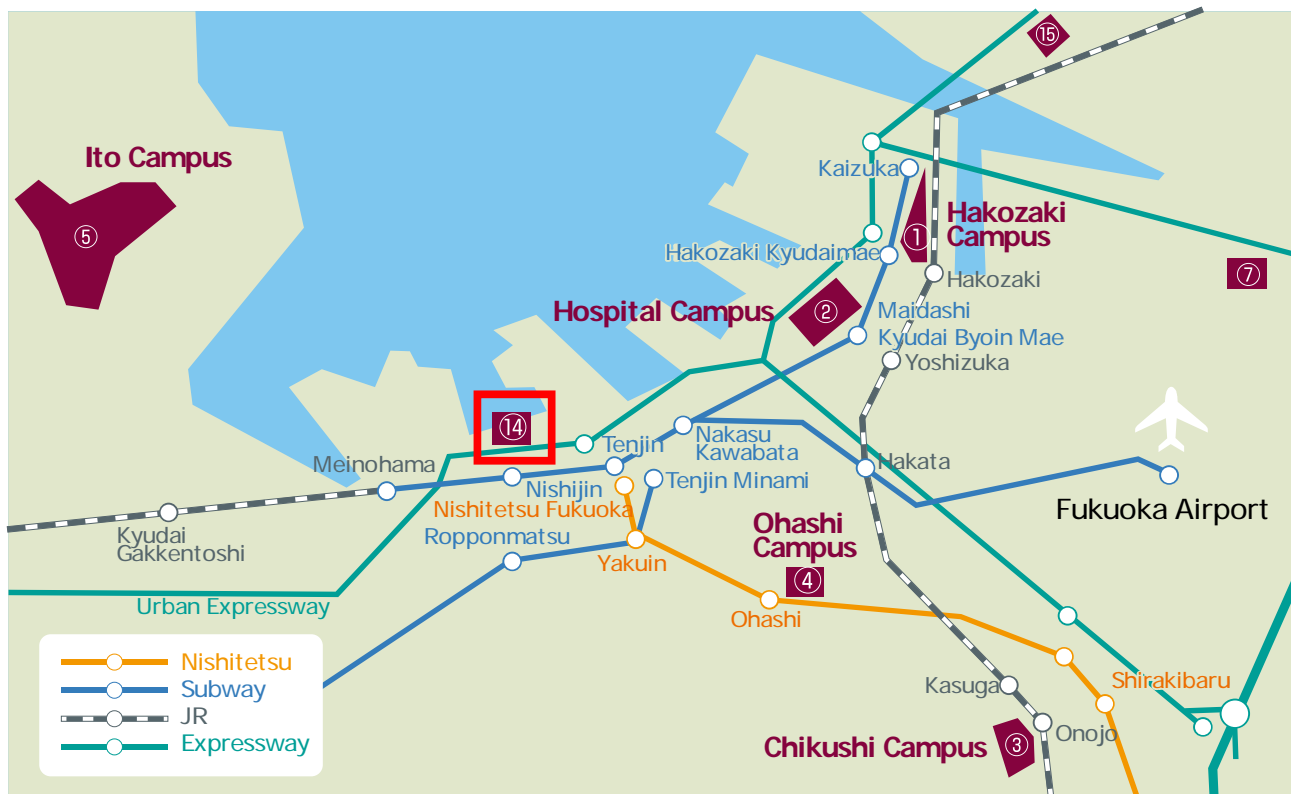 ⑮
Ito Campus
⑤
Kaizuka
Hakozaki
Campus
①
Hakozaki Kyudaimae
⑦
Hakozaki
Hospital Campus
②
Maidashi
Kyudai Byoin Mae
Yoshizuka
⑭
Tenjin
Nakasu
Kawabata
Meinohama
Hakata
Nishijin
Tenjin Minami
Nishitetsu Fukuoka
Fukuoka Airport
Kyudai
Gakkentoshi
Ropponmatsu
Ohashi
Campus
Yakuin
④
Urban Expressway
Ohashi
Nishitetsu
Subway
JR
Expressway
Kasuga
Shirakibaru
Onojo
Chikushi Campus
③